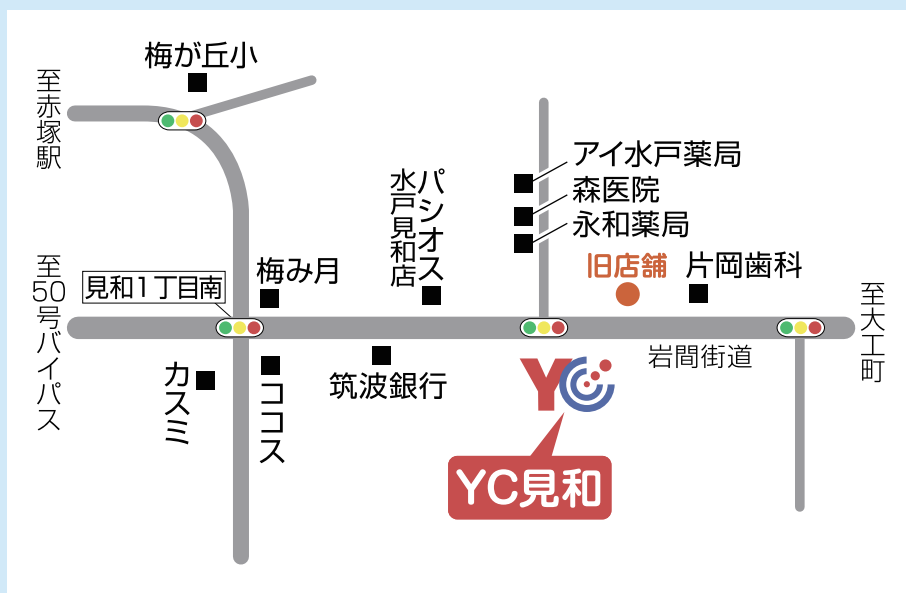 梅が丘小
至赤塚駅
アイ水戸薬局
森医院
永和薬局
パシオス
水戸見和店
旧店舗
片岡歯科
至50号バイパス
見和1丁目南
梅み月
至大工町
岩間街道
カスミ
ココス
筑波銀行
YC
YC見和